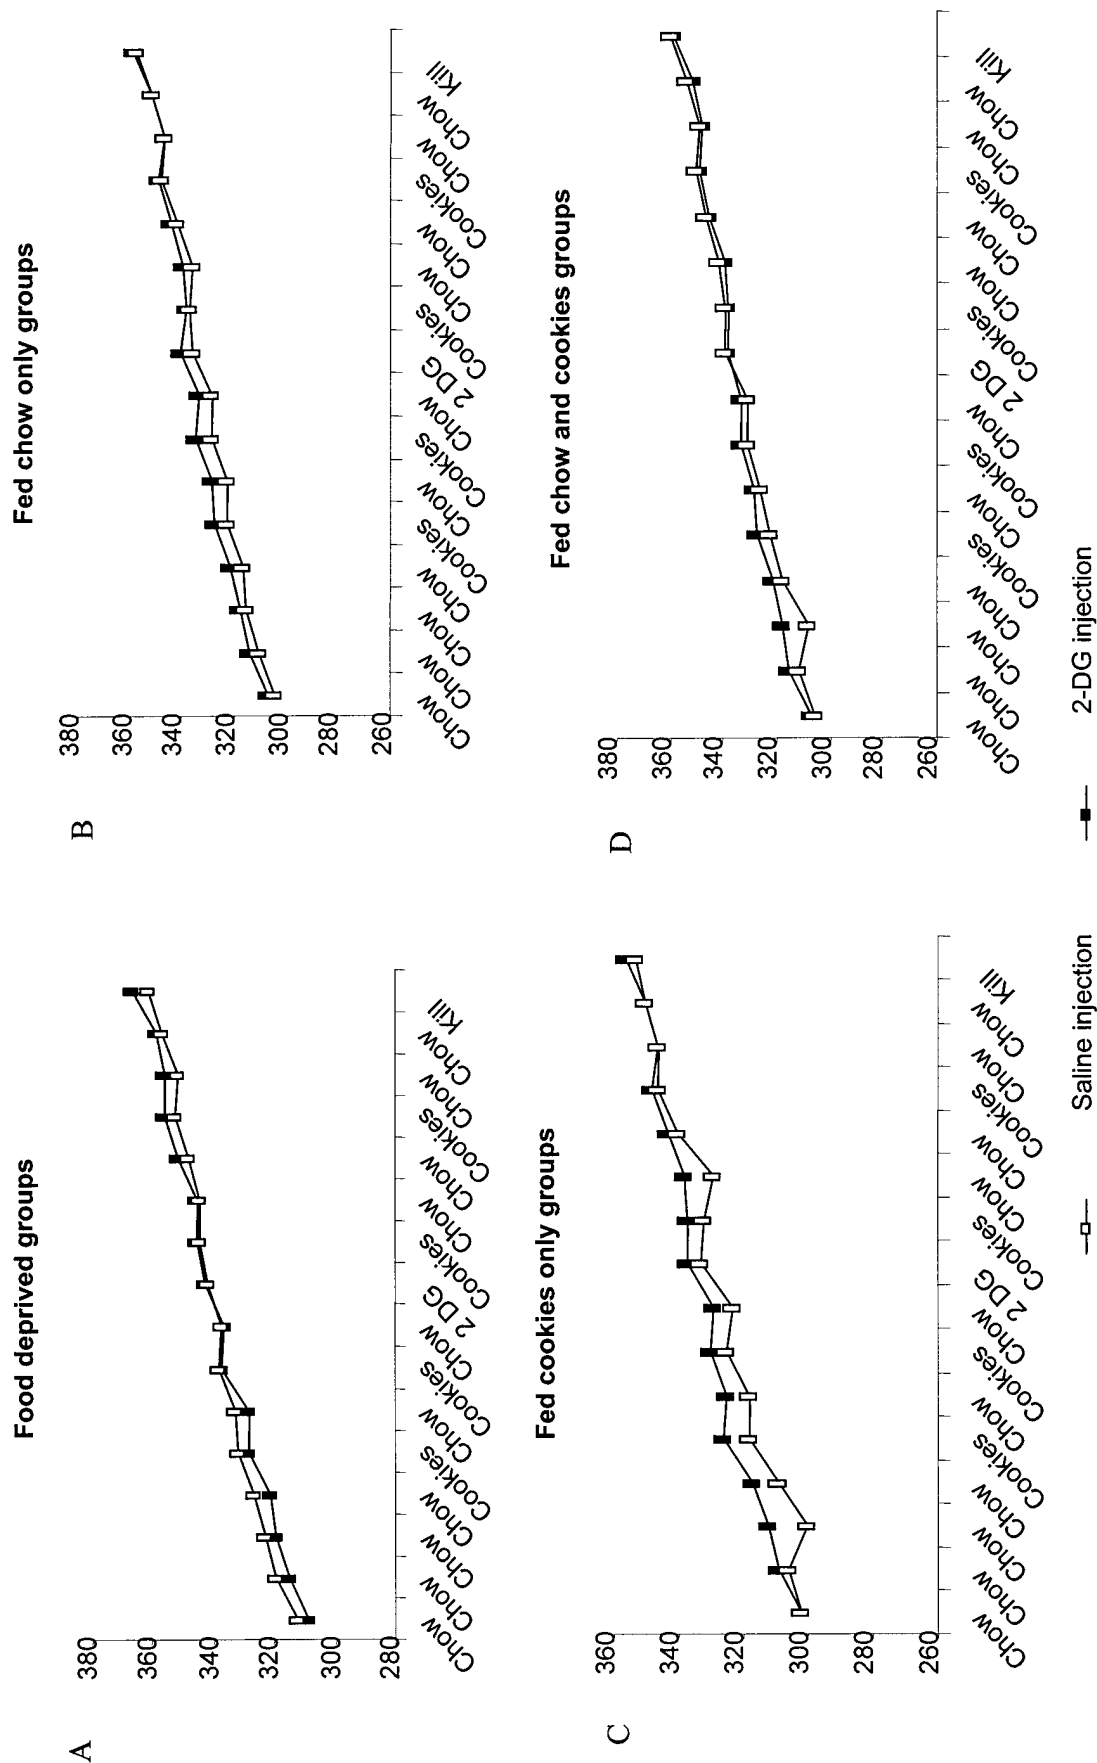 A
Food deprived groups
380
360
340
320
300
280
Chow
Chow
Chow
Chow
Cookies
Chow
Cookies
Chow
2 DG
Cookies
Chow
Chow
Cookies
Chow
Chow
Kill
B
Fed chow only groups
380
360
340
320
300
280
Chow
Chow
Chow
Chow
Cookies
Chow
Cookies
Chow
2 DG
Cookies
Chow
Chow
Cookies
Chow
Chow
Kill
C
Fed cookies only groups
360
340
320
300
280
260
Chow
Chow
Chow
Chow
Cookies
Chow
Cookies
Chow
2 DG
Cookies
Chow
Chow
Cookies
Chow
Chow
Kill
D
Fed chow and cookies groups
380
360
340
320
300
280
260
Chow
Chow
Chow
Chow
Cookies
Chow
Cookies
Chow
2 DG
Cookies
Chow
Chow
Cookies
Chow
Chow
Kill
Saline injection
2-DG injection